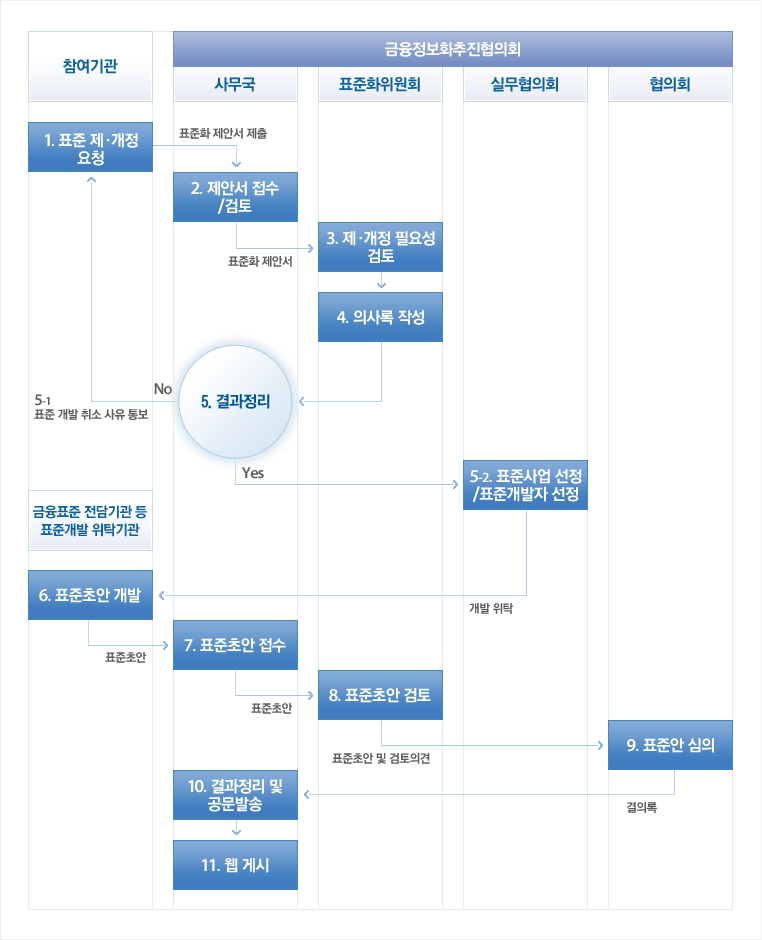 금융정보화추진협의회
참여기관
사무국
표준화위원회
실무협의회
협의회
1. 표준 제·개정
요청
표준화 제안서 제출
2. 제안서 접수
/검토
표준화 제안서
3. 제·개정 필요성
검토
4. 의사록 작성
No
5. 결과정리
5-1
표준 개발 취소 사유 통보
Yes
5-2. 표준사업 선정
/표준개발자 선정
금융표준 전담기관 등
표준개발 위탁기관
6. 표준초안 개발
개발 위탁
7. 표준초안 접수
표준초안
8. 표준초안 검토
표준초안
9. 표준안 심의
표준초안 및 검토의견
10. 결과정리 및
공문발송
결의록
11. 웹 게시